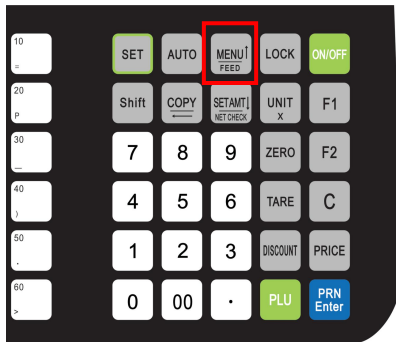 10
=
SET
AUTO
MENU↑
FEED
LOCK
ON/OFF
20
P
Shift
COPY
←
SETAMT↓
NET CHECK
UNIT
X
F1
30
_
7
8
9
ZERO
F2
40
)
4
5
6
TARE
C
50
.
1
2
3
DISCOUNT
PRICE
60
>
0
00
.
PLU
PRN
Enter